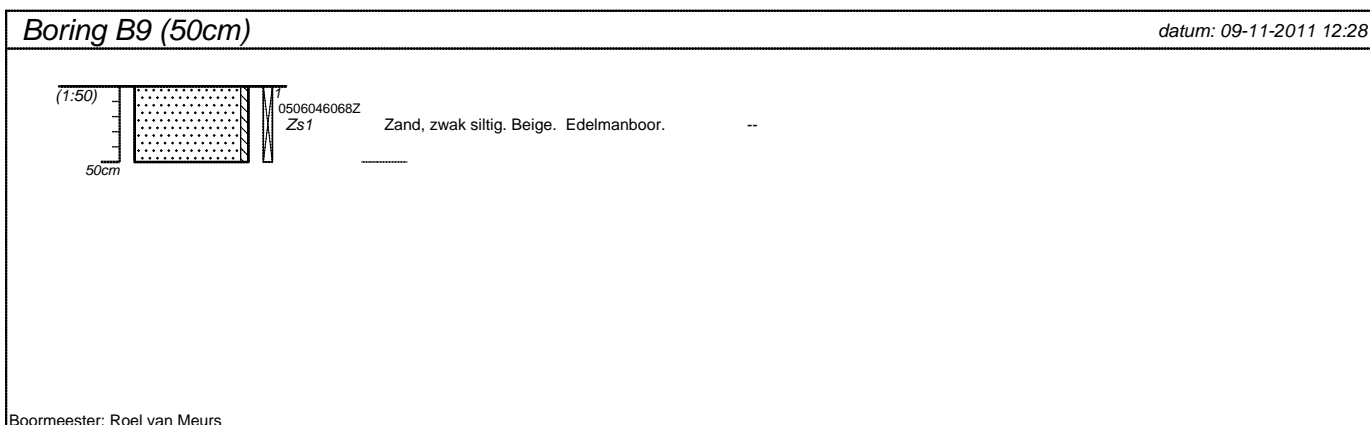 Boring B9 (50cm)
datum: 09-11-2011 12:28
(1:50)
1
0506046068Z
Zs1 Zand, zwak siltig. Beige. Edelmanboor. --
50cm
Boormeester: Roel van Meurs